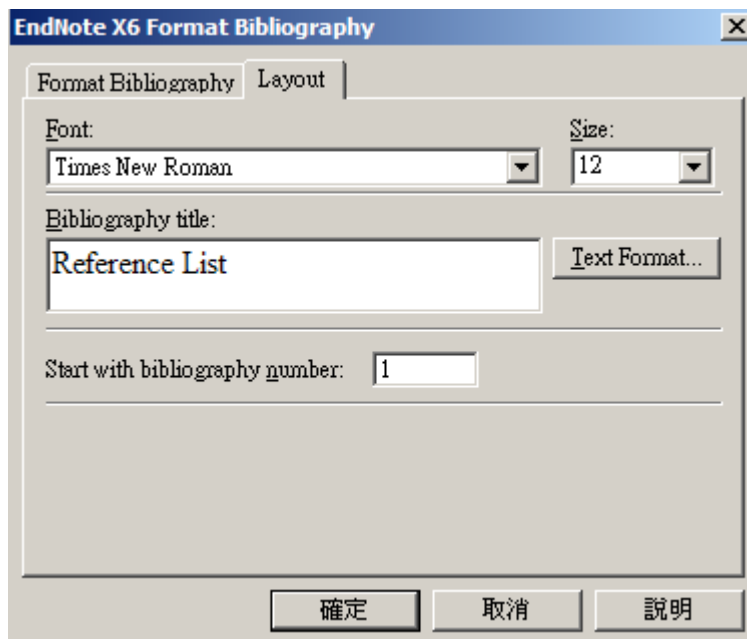 EndNote X6 Format Bibliography
Format Bibliography Layout
Font: Size:
Times New Roman 12
Bibliography title:
Reference List
Text Format...
Start with bibliography number: 1
確定 取消 說明